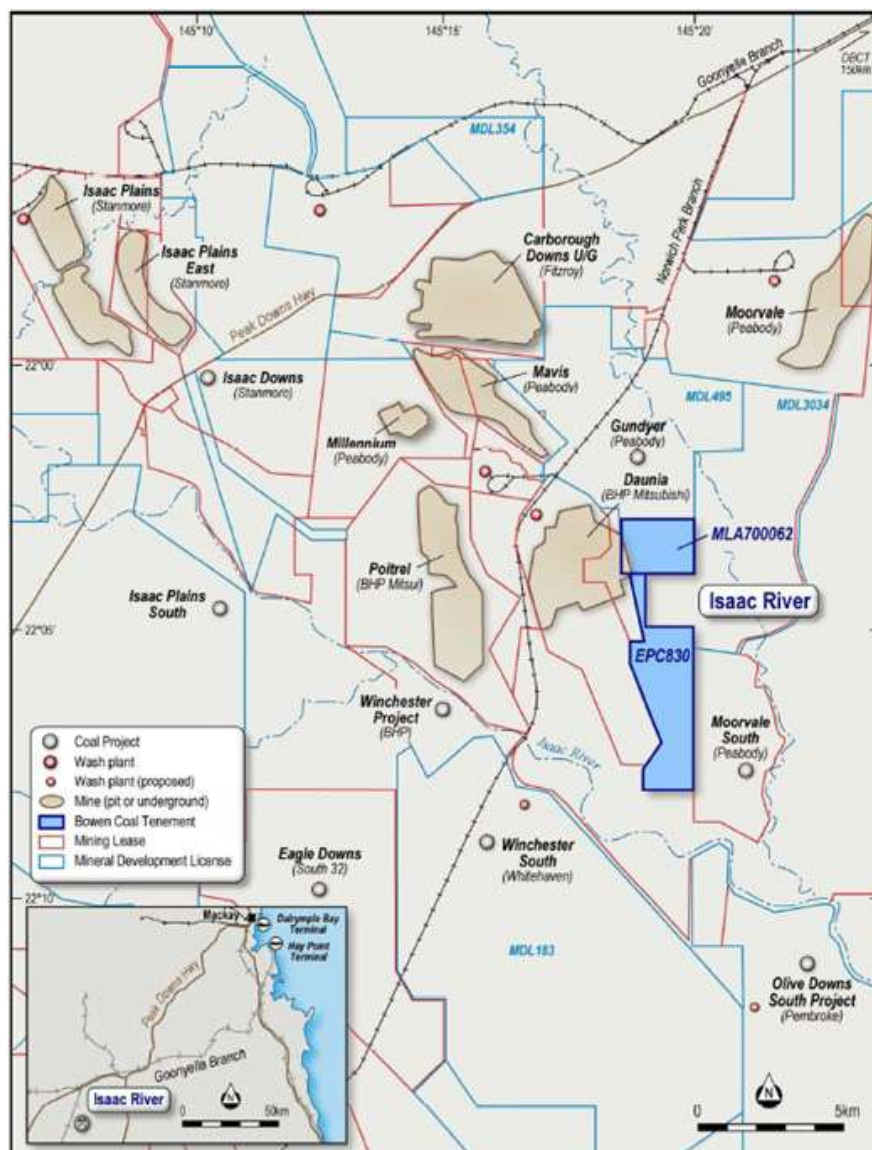 145°10'
145°15'
145°20'
Goonyella Branch
DBCT
150km
MDL354
Isaac Plains
(Stanmore)
Isaac Plains
East
(Stanmore)
Carborough
Downs U/G
(Fitzroy)
Norwich Park Branch
Moorvale
(Peabody)
Peak Downs Hwy
22°00'
Isaac Downs
(Stanmore)
Mavis
(Peabody)
MDL495
MDL3034
Millennium
(Peabody)
Gundyer
(Peabody)
Daunia
(BHP Mitsubishi)
MLA700062
Poitrel
(BHP Mitsui)
Isaac River
Isaac Plains
South
22°05'
EPC830
Winchester
Project
(BHP)
Moorvale
South
(Peabody)
Isaac River
Coal Project
Wash plant
Wash plant (proposed)
Mine (pit or underground)
Bowen Coal Tenement
Mining Lease
Mineral Development License
Eagle Downs
(South 32)
Winchester
South
(Whitehaven)
22°10'
MDL183
Olive Downs
South Project
(Pembroke)
Mackay
Dalrymple Bay
Terminal
Hay Point
Terminal
Peak Downs Hwy
Goonyella Branch
Isaac River
N
0 50km
N
0 5km